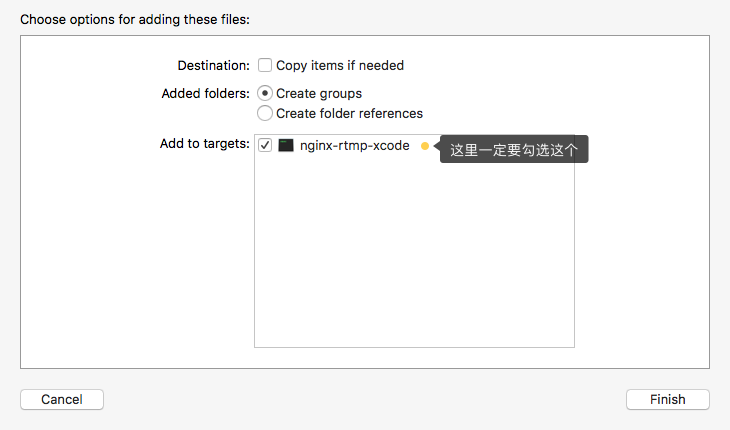 Choose options for adding these files:
Destination: Copy items if needed
Added folders: Create groups
Create folder references
Add to targets: nginx-rtmp-xcode 这里一定要勾选这个
Cancel Finish